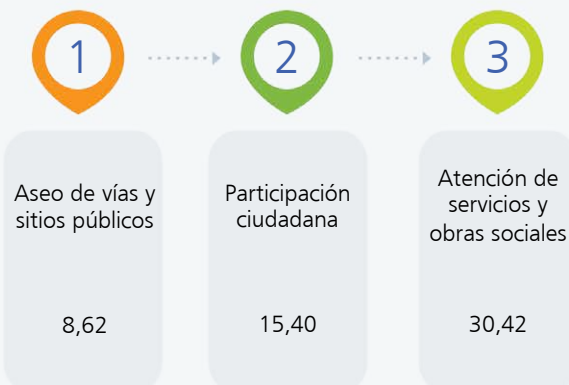 1
2
3
Aseo de vías y
sitios públicos
8,62
Participación
ciudadana
15,40
Atención de
servicios y
obras sociales
30,42